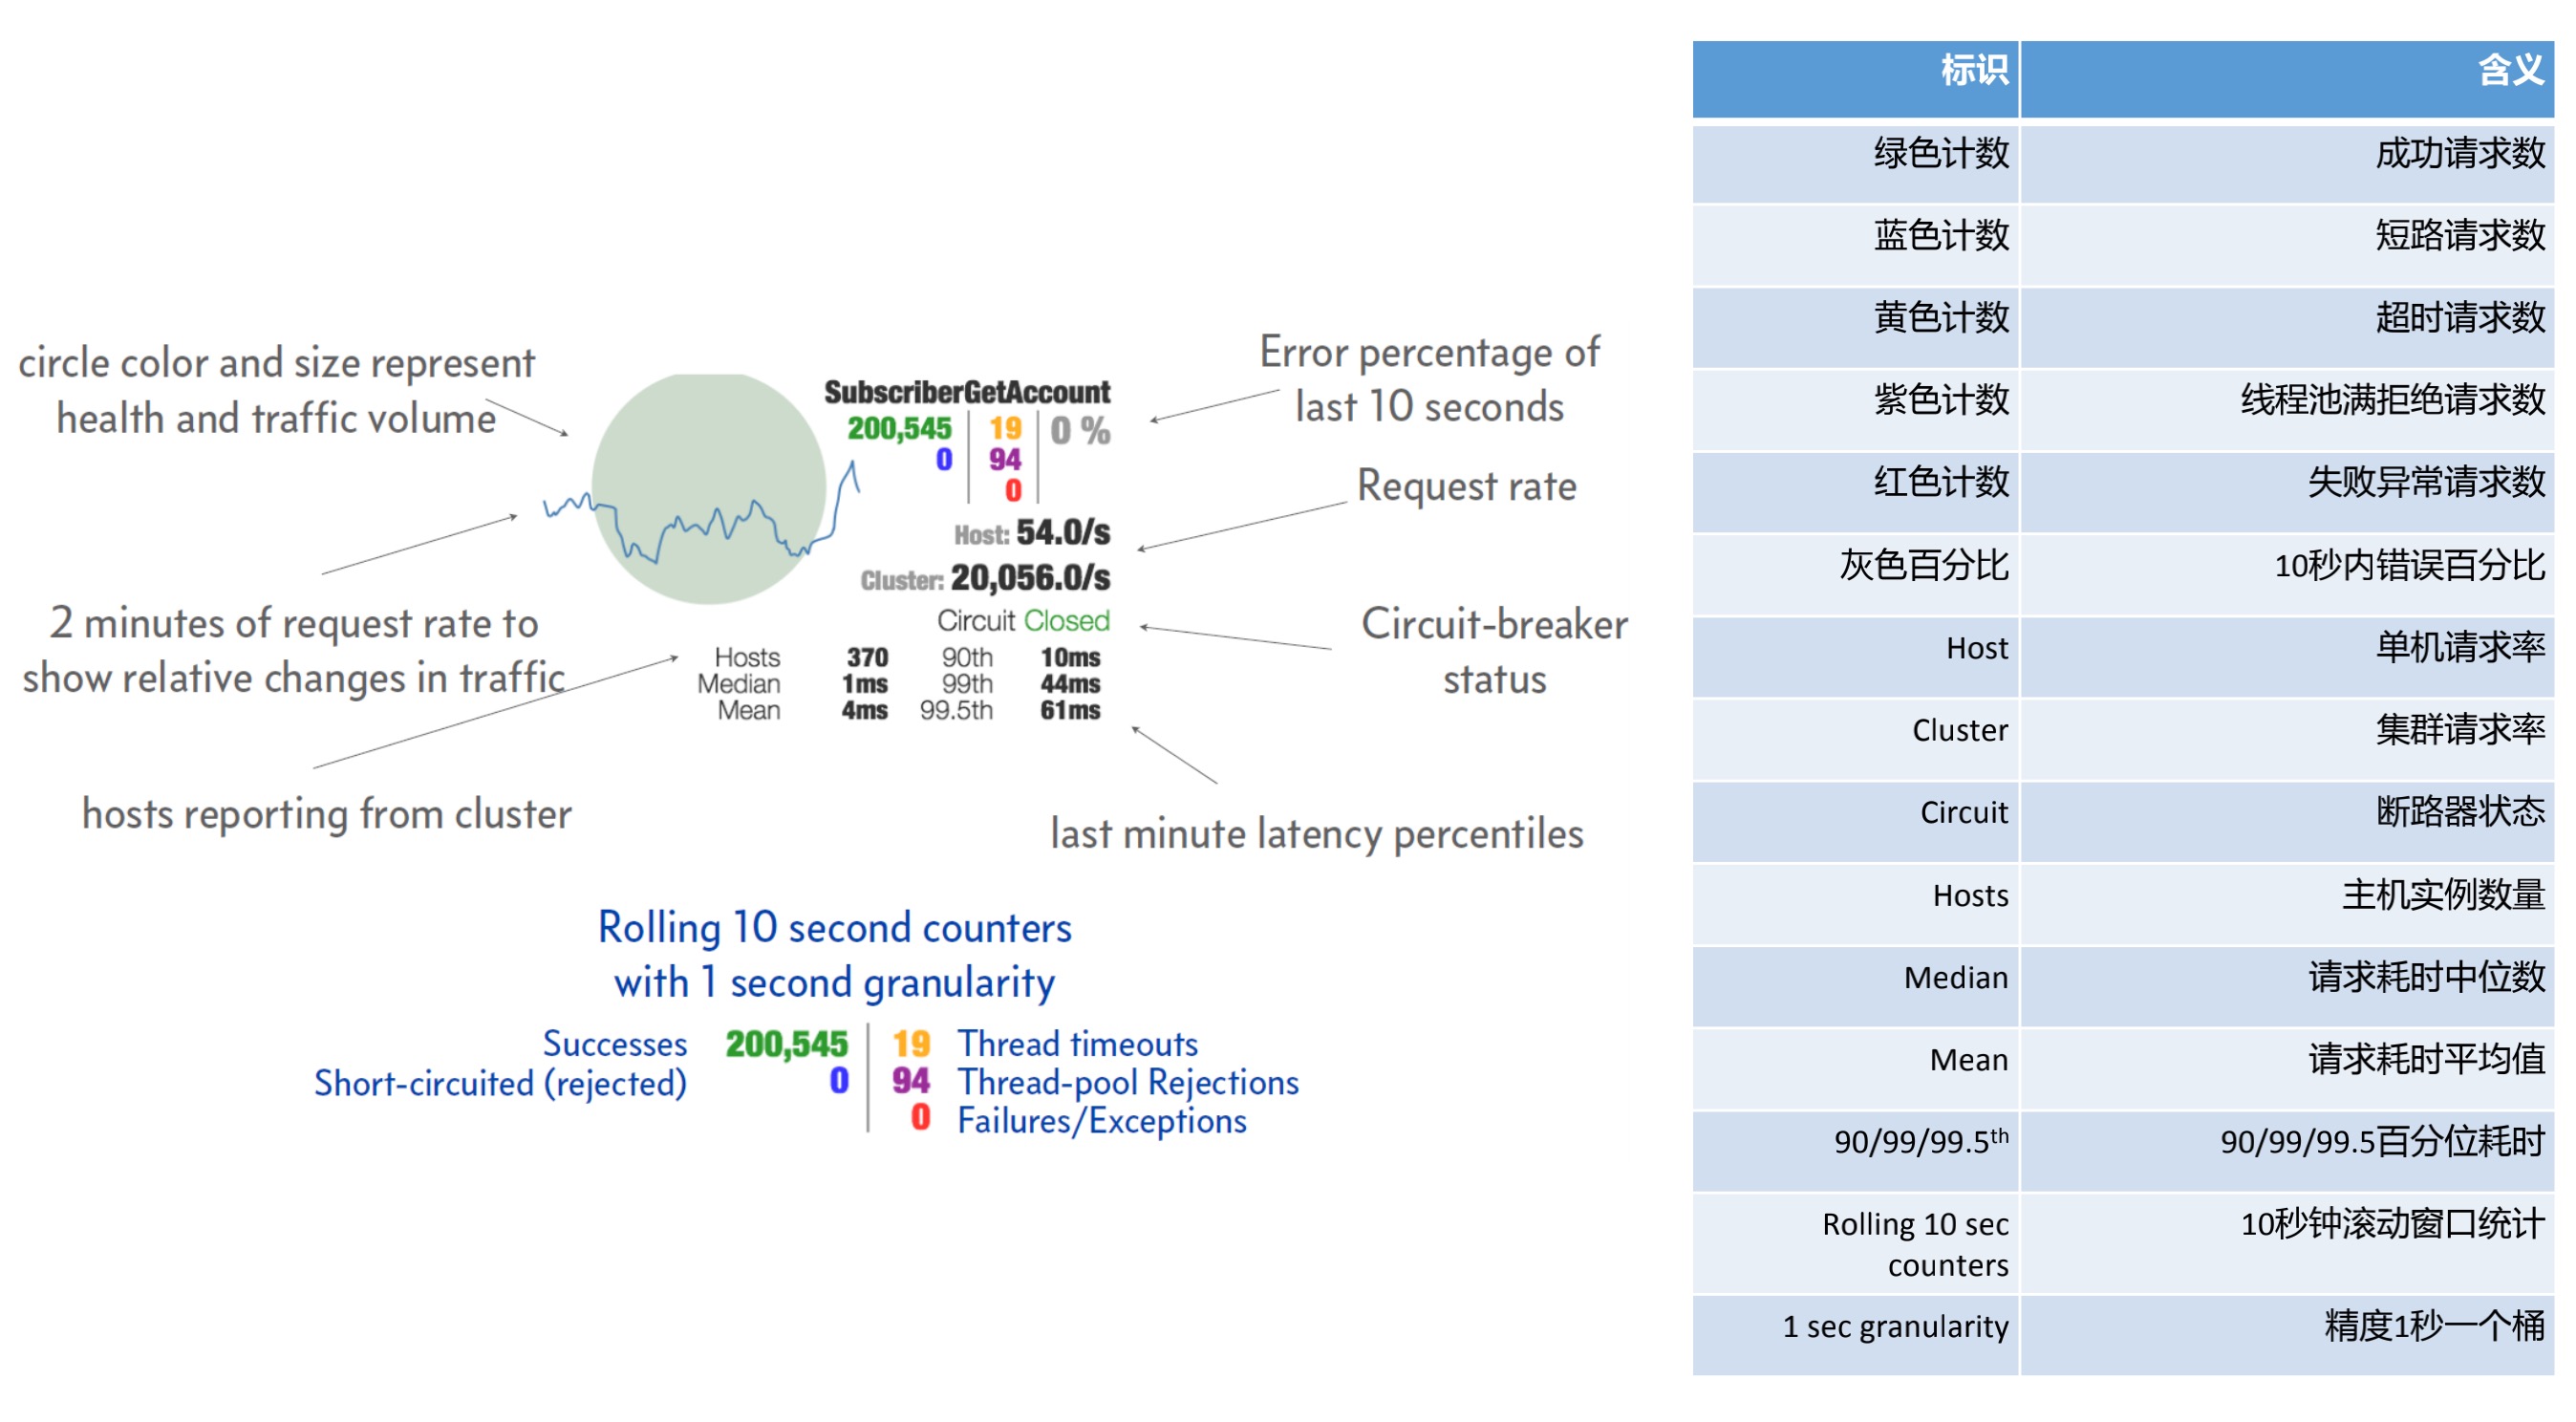 circle color and size represent
health and traffic volume
2 minutes of request rate to
show relative changes in traffic
hosts reporting from cluster
SubscriberGetAccount
200,545 19 0 %
0 94
0
Host: 54.0/s
Cluster: 20,056.0/s
Circuit Closed
Hosts 370 90th 10ms
Median 1ms 99th 44ms
Mean 4ms 99.5th 61ms
Error percentage of
last 10 seconds
Request rate
Circuit-breaker
status
last minute latency percentiles
Rolling 10 second counters
with 1 second granularity
Successes 200,545 19 Thread timeouts
Short-circuited (rejected) 0 94 Thread-pool Rejections
0 Failures/Exceptions
标识 含义
绿色计数 成功请求数
蓝色计数 短路请求数
黄色计数 超时请求数
紫色计数 线程池满拒绝请求数
红色计数 失败异常请求数
灰色百分比 10秒内错误百分比
Host 单机请求率
Cluster 集群请求率
Circuit 断路器状态
Hosts 主机实例数量
Median 请求耗时中位数
Mean 请求耗时平均值
90/99/99.5th 90/99/99.5百分位耗时
Rolling 10 sec 10秒钟滚动窗口统计
counters
1 sec granularity 精度1秒一个桶